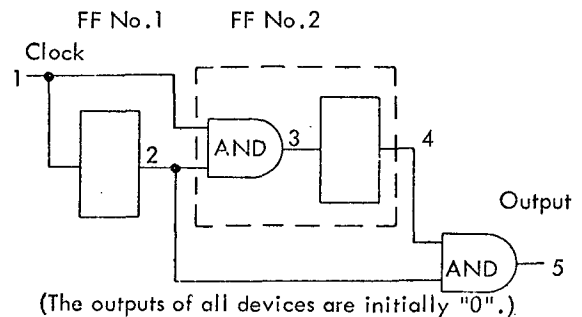 FF No.1 FF No.2
Clock
1
2
AND
3
4
Output
AND
5
(The outputs of all devices are initially "0".)